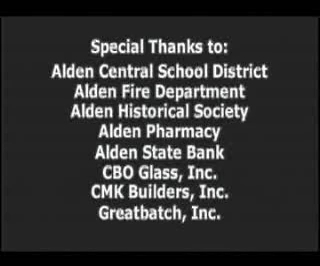 Special Thanks to:
Alden Central School District
Alden Fire Department
Alden Historical Society
Alden Pharmacy
Alden State Bank
CBO Glass, Inc.
CMK Builders, Inc.
Greatbatch, Inc.